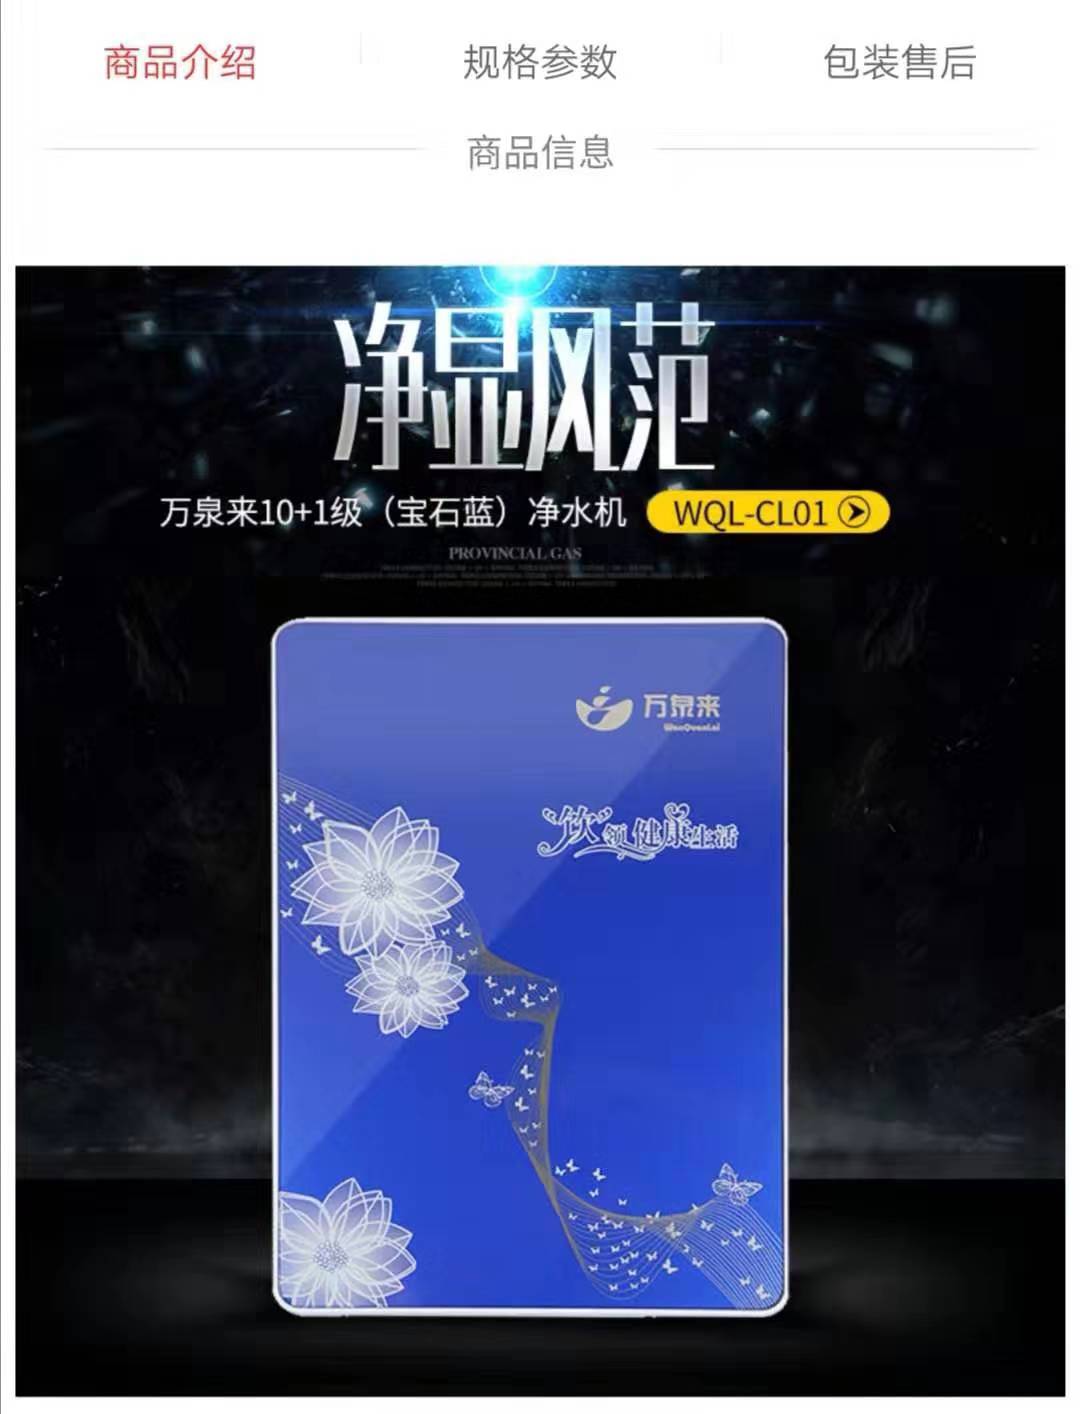 商品介绍
规格参数
包装售后
商品信息
净显风范
万泉来10+1级（宝石蓝）净水机 WQL-CL01
PROVINCIAL GAS
万泉来
WanQuanLai
“饮”领健康生活